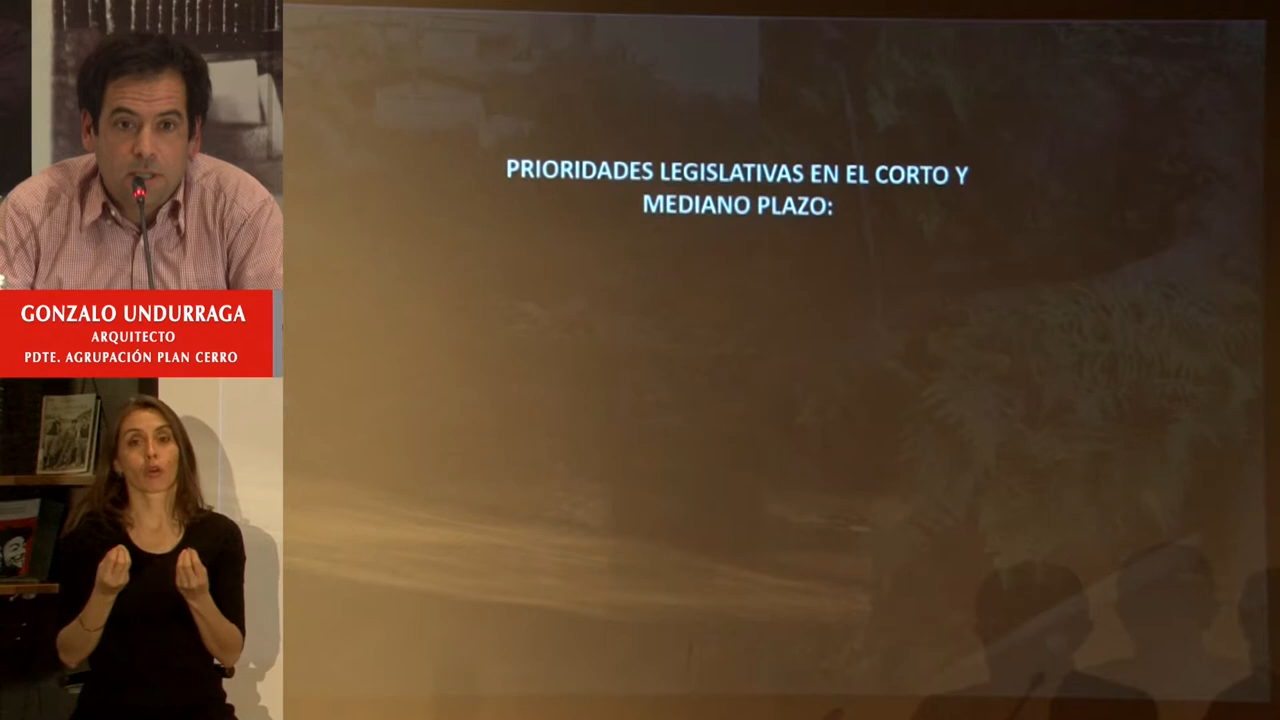 GONZALO UNDURRAGA
ARQUITECTO
PDTE. AGRUPACIÓN PLAN CERRO
PRIORIDADES LEGISLATIVAS EN EL CORTO Y
MEDIANO PLAZO: